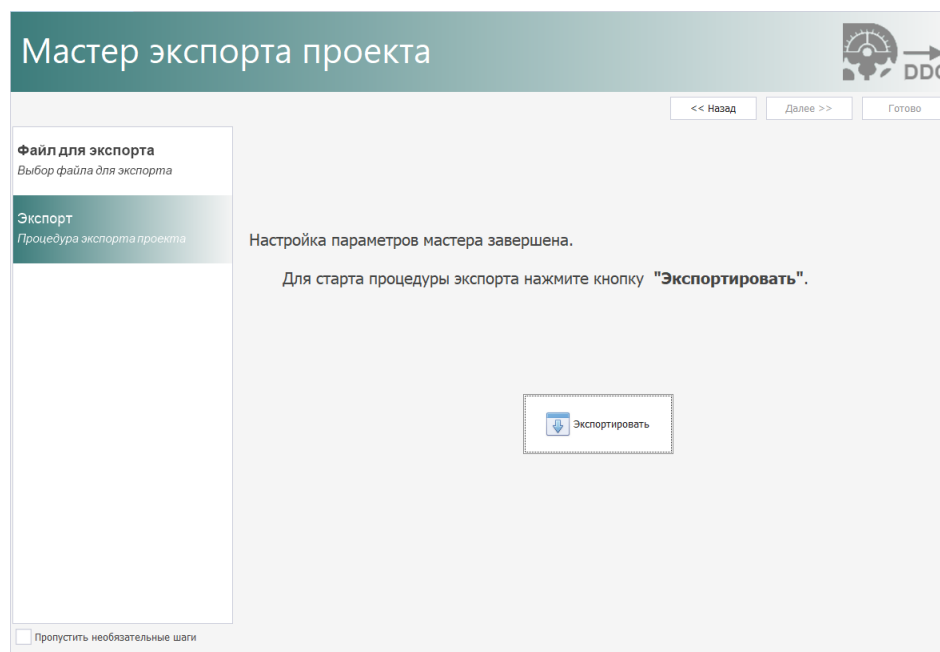 Мастер экспорта проекта
<< Назад
Далее >>
Готово
Файл для экспорта
Выбор файла для экспорта
Экспорт
Процедура экспорта проекта
Настройка параметров мастера завершена.
Для старта процедуры экспорта нажмите кнопку "Экспортировать".
Экспортировать
Пропустить необязательные шаги